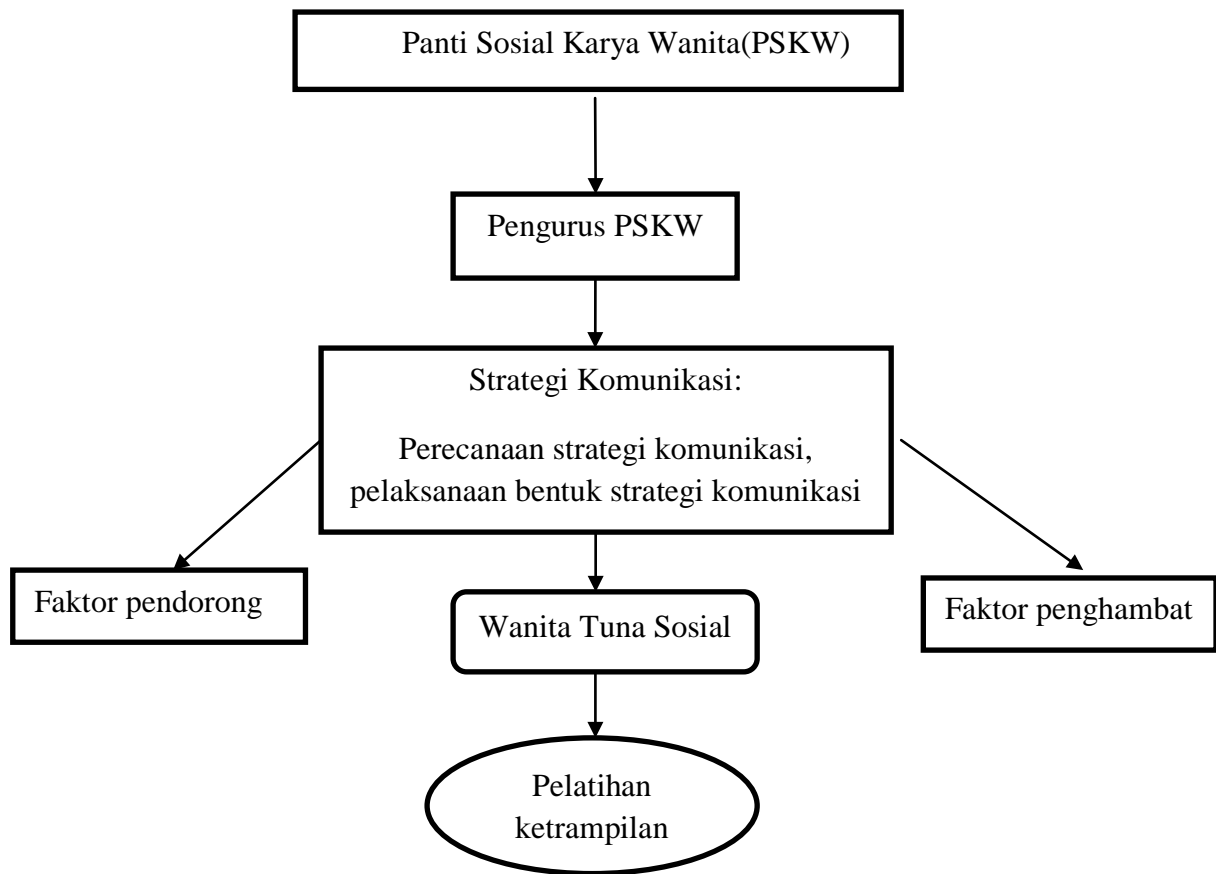 Panti Sosial Karya Wanita(PSKW)
Pengurus PSKW
Strategi Komunikasi:
Perecanaan strategi komunikasi,
pelaksanaan bentuk strategi komunikasi
Faktor pendorong
Wanita Tuna Sosial
Faktor penghambat
Pelatihan
ketrampilan